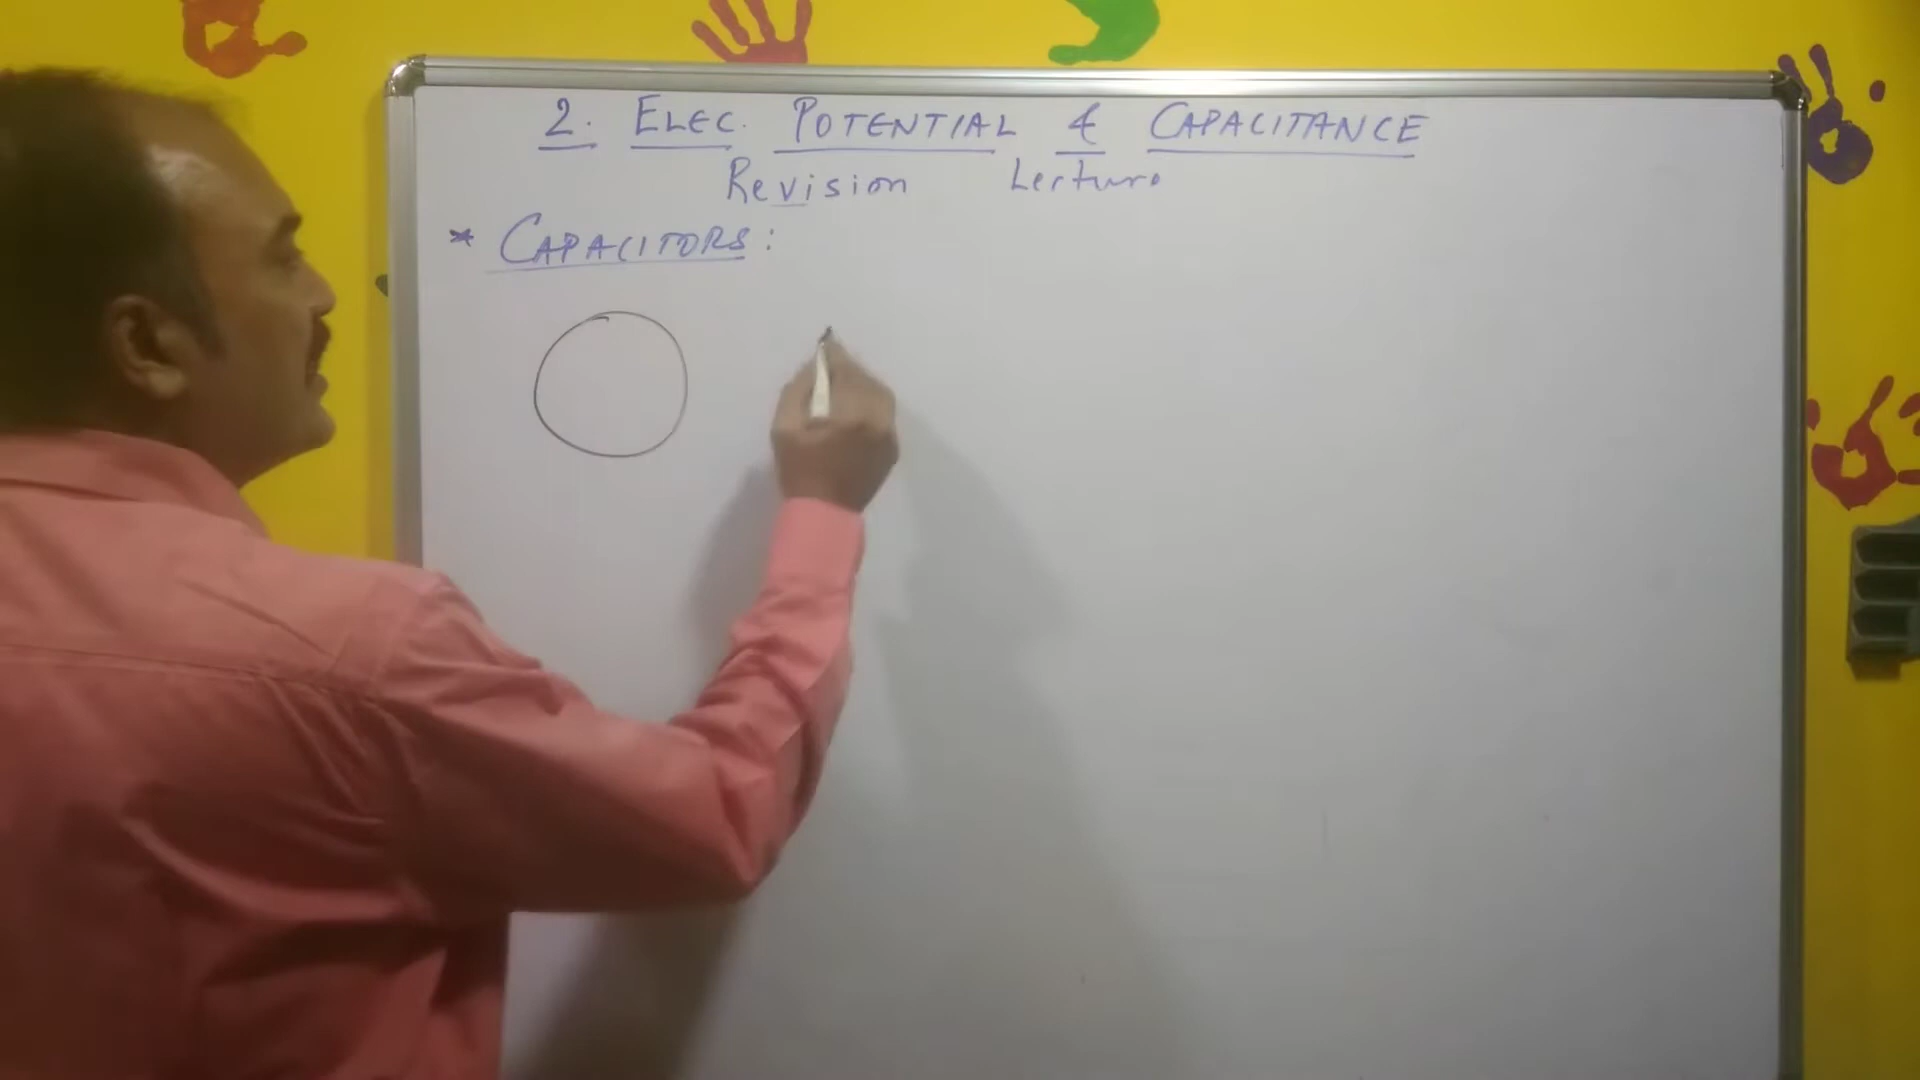 2. ELEC. POTENTIAL & CAPACITANCE
Revision Lecture
* CAPACITORS: